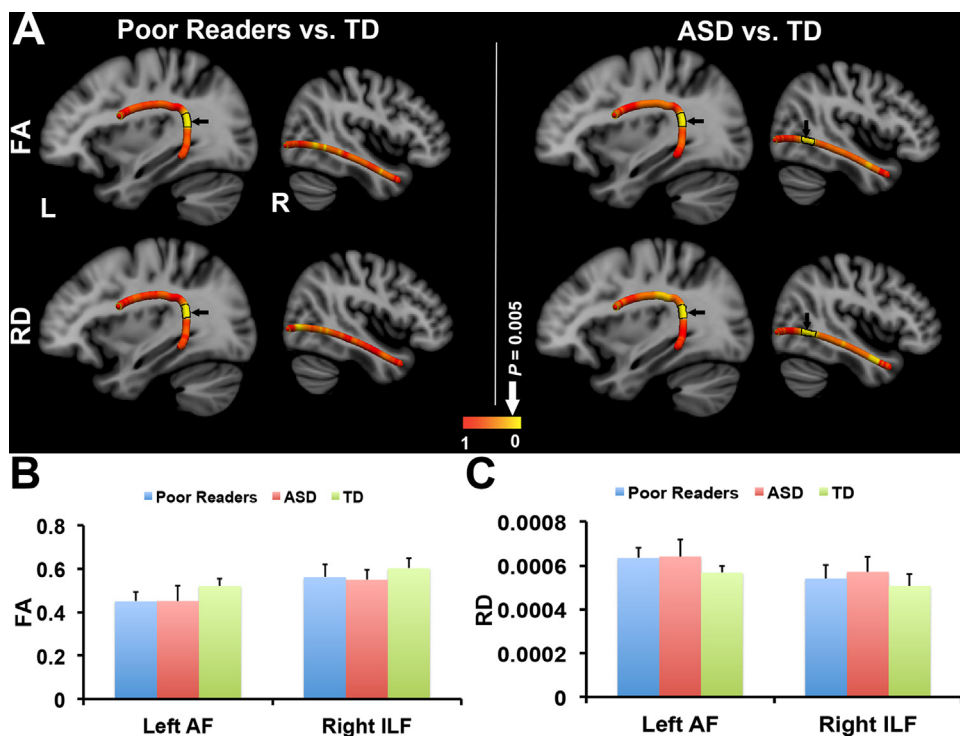 A
Poor Readers vs. TD
ASD vs. TD
FA
L
R
RD
P = 0.005
1
0
B
Poor Readers
ASD
TD
FA
0.8
0.6
0.4
0.2
0
Left AF
Right ILF
C
Poor Readers
ASD
TD
RD
0.0008
0.0006
0.0004
0.0002
0
Left AF
Right ILF